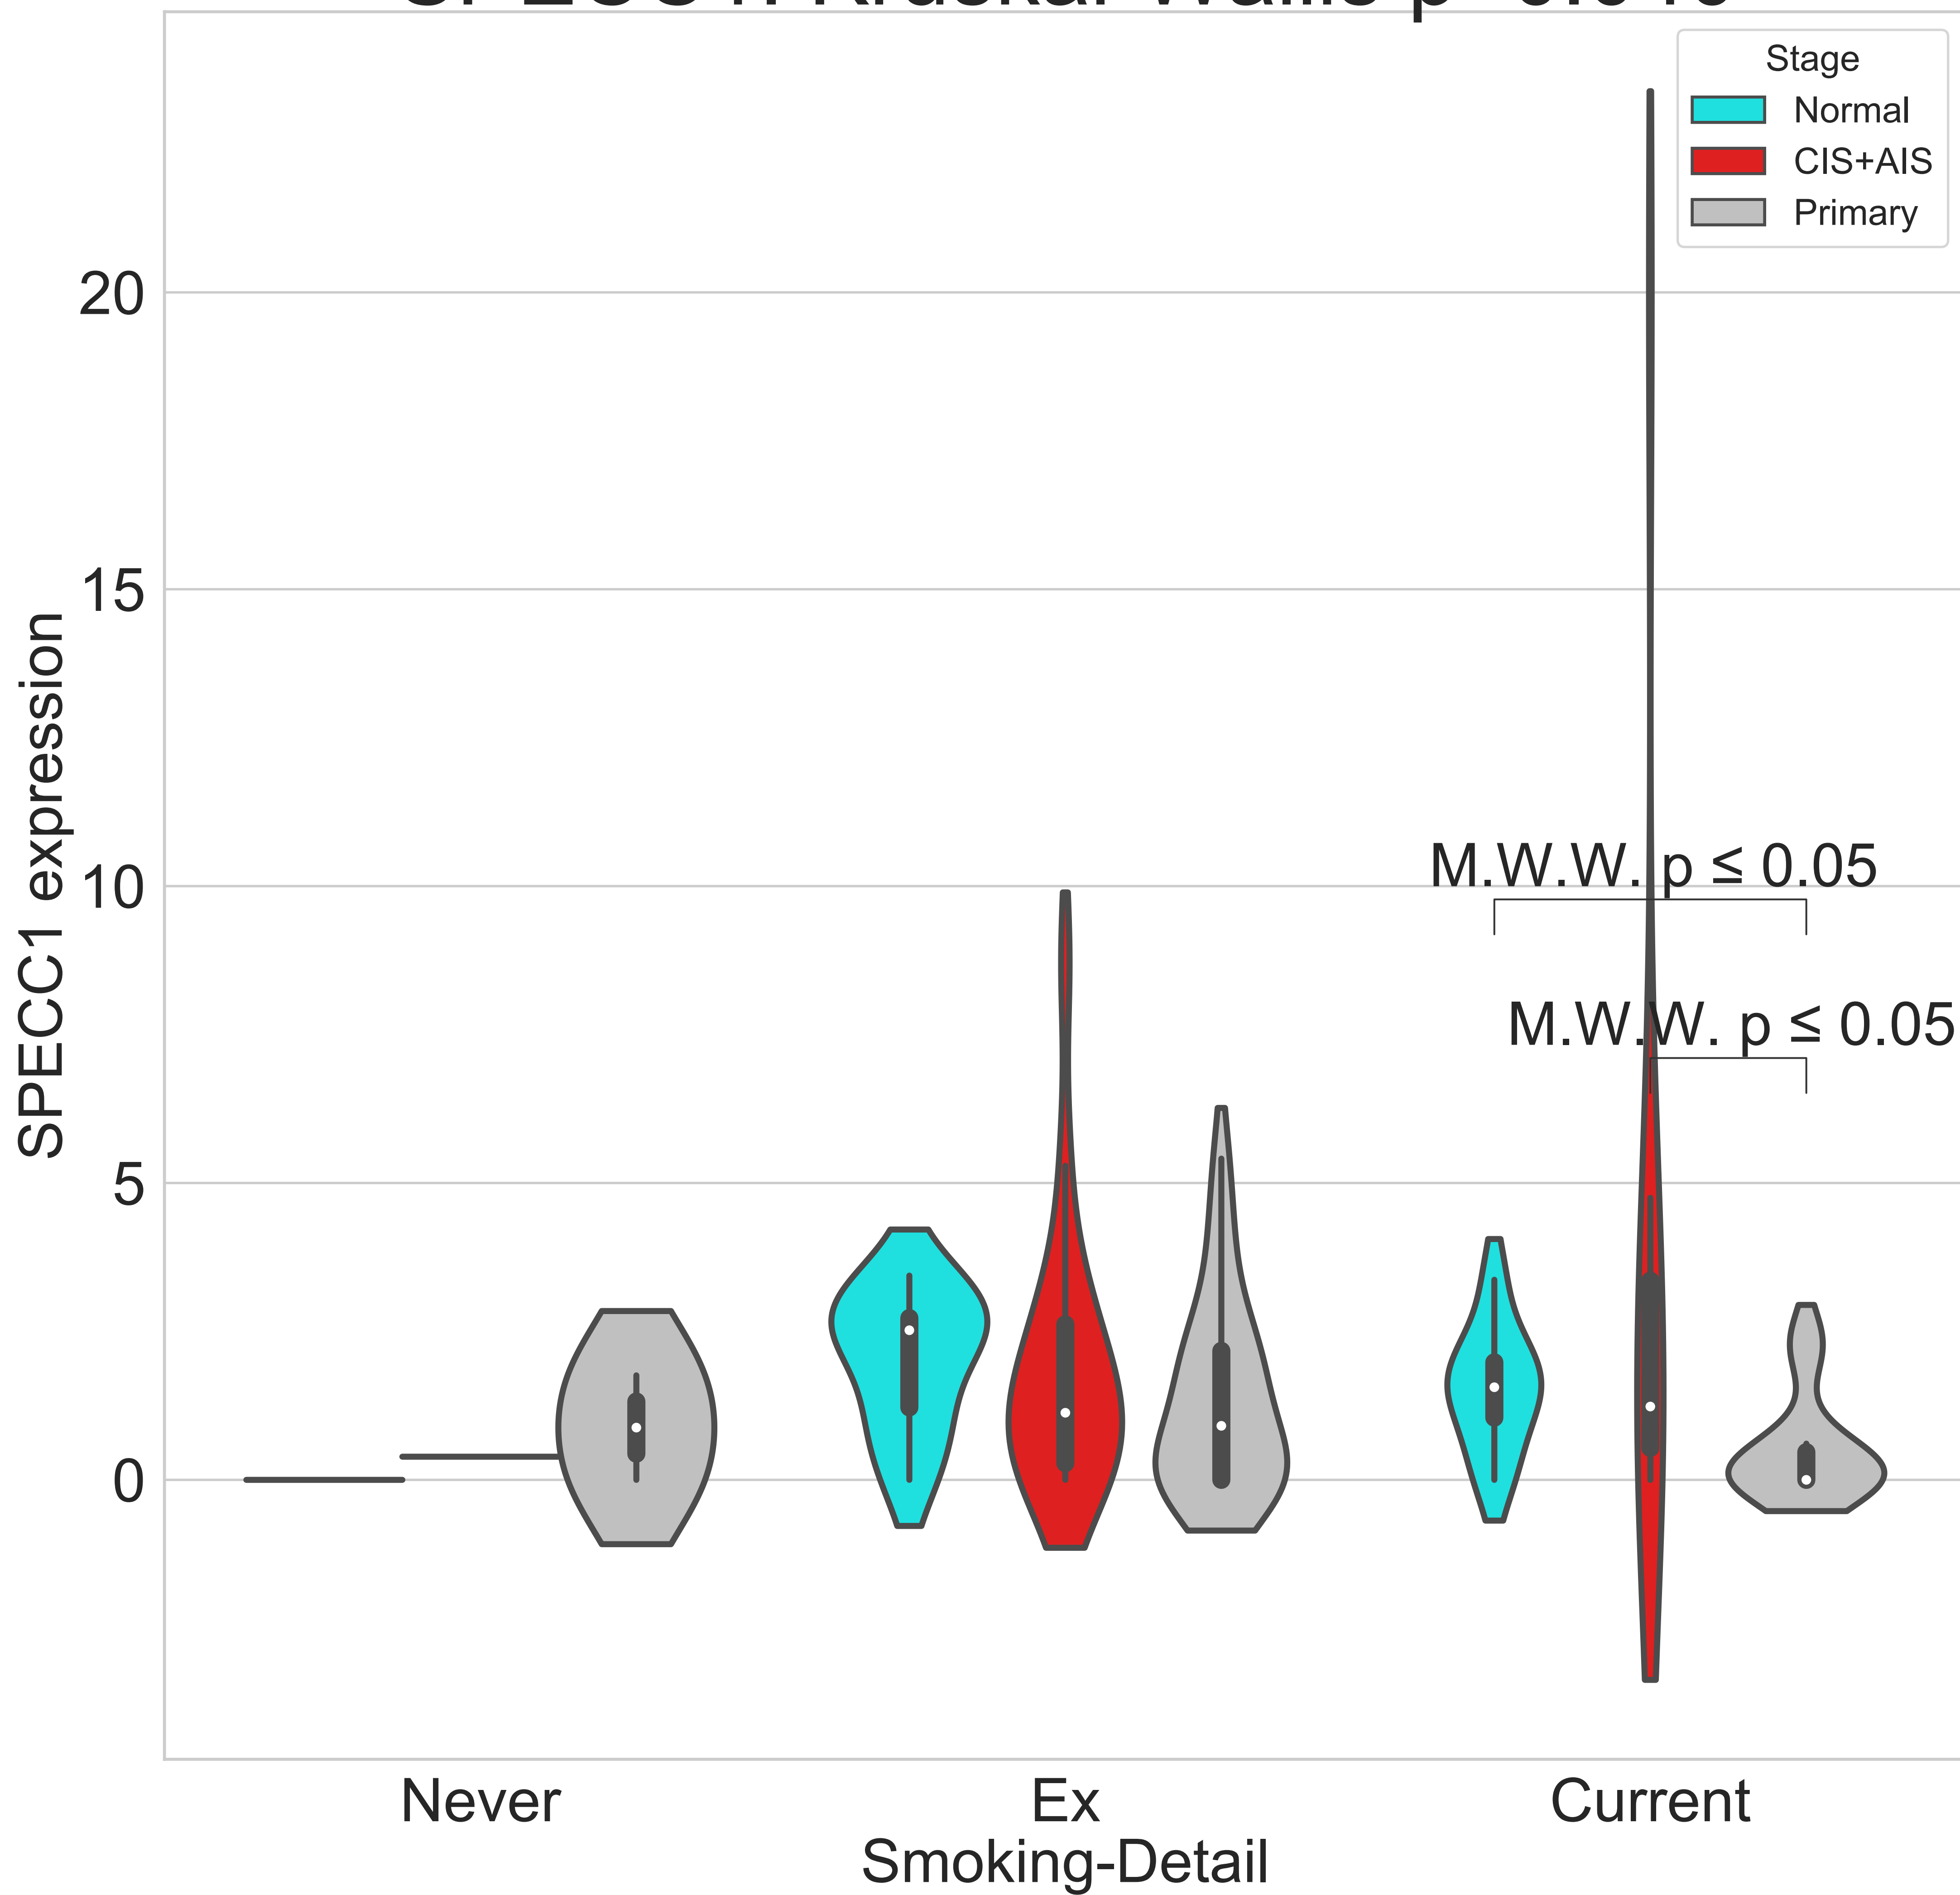 Stage
Normal
CIS+AIS
Primary
20
15
10
5
0
SPECC1 expression
M.W.W. p ≤ 0.05
M.W.W. p ≤ 0.05
Never
Ex
Current
Smoking-Detail